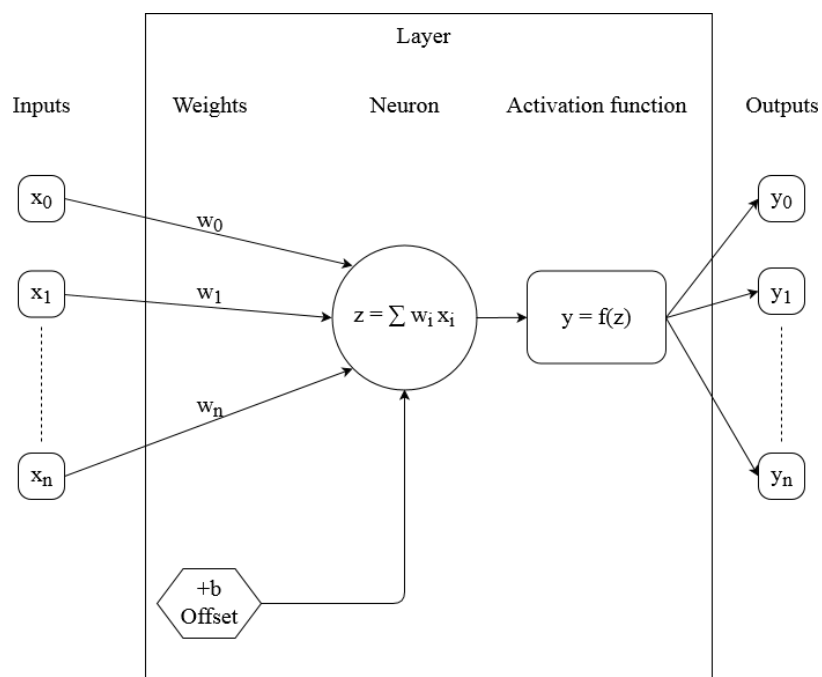 Layer
Inputs
Weights
Neuron
Activation function
Outputs
x₀
w₀
y₀
x₁
w₁
z = ∑ wᵢ xᵢ
y = f(z)
y₁
wₙ
xₙ
yₙ
+b
Offset